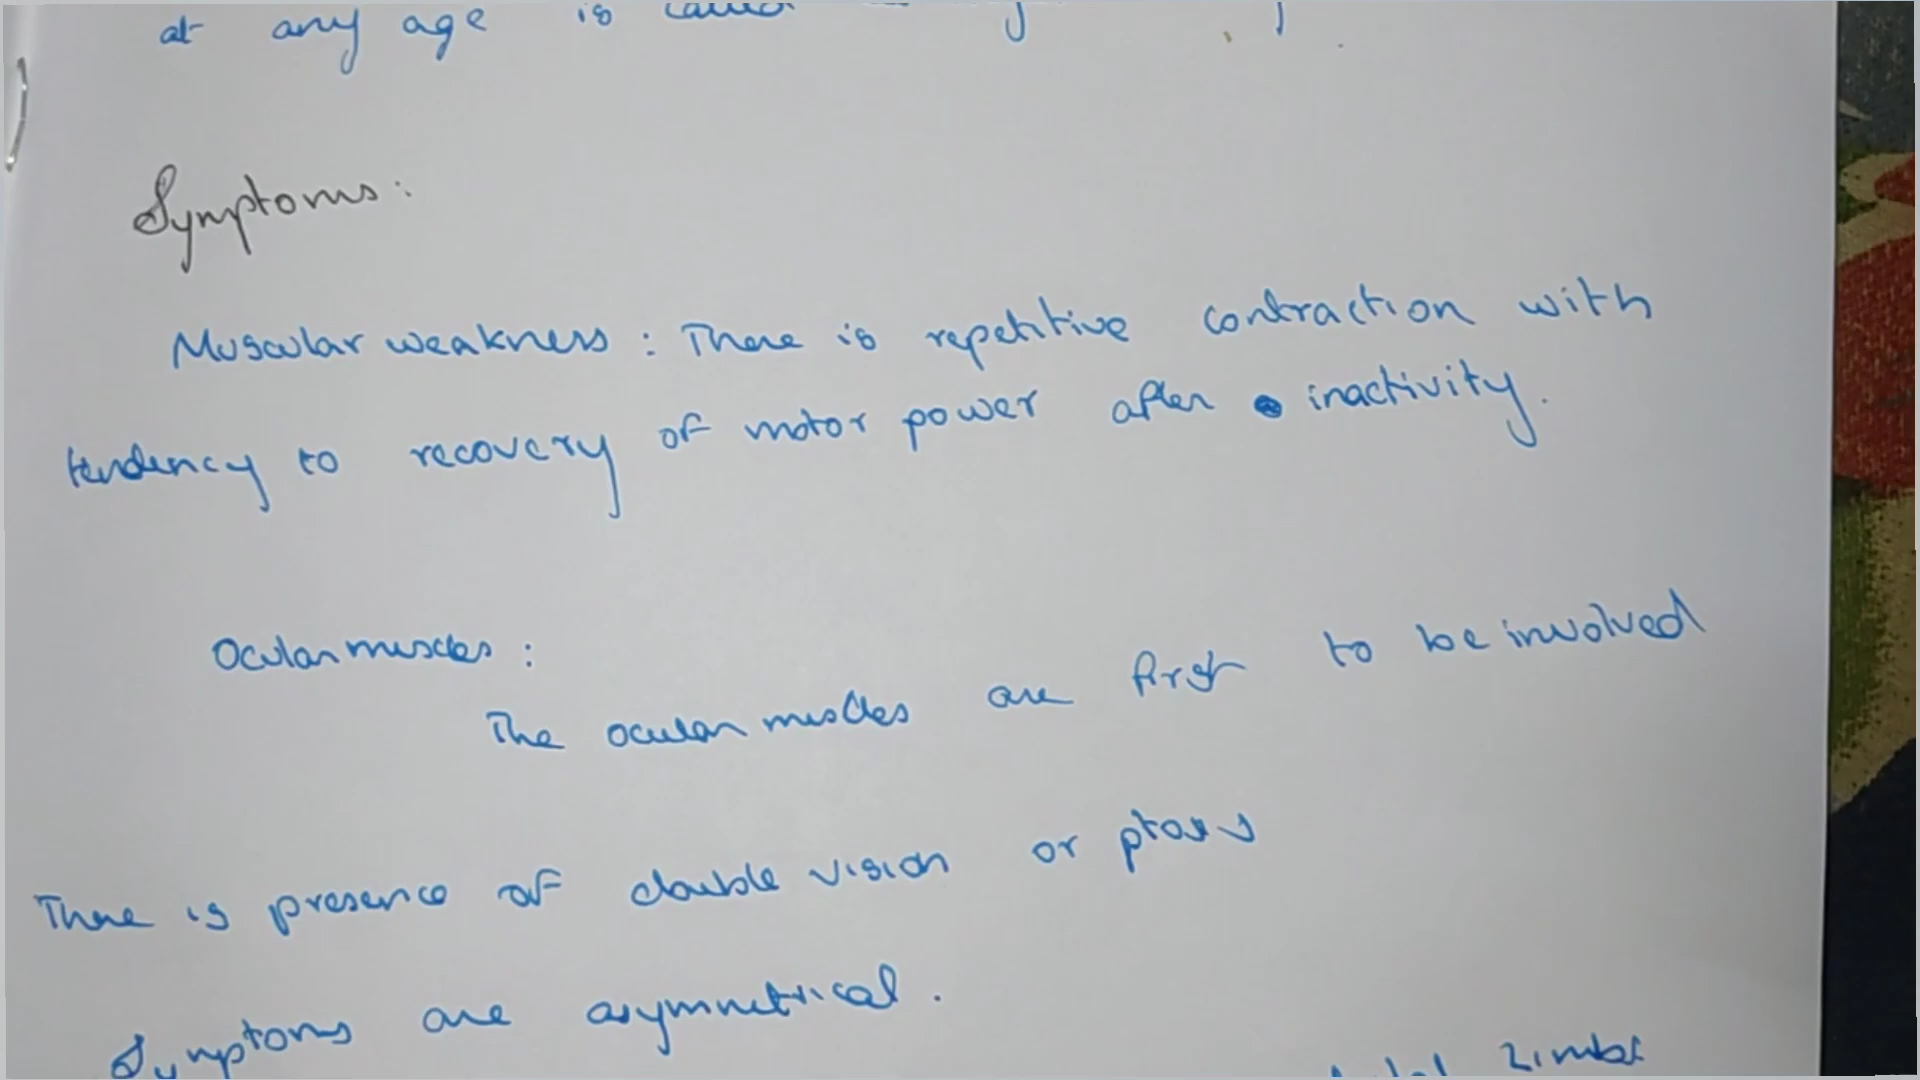 at any age is called
Symptoms:
Muscular weakness : There is repetitive contraction with
tendency to recovery of motor power after inactivity.
Ocular muscles :
The ocular muscles are first to be involved
There is presence of double vision or ptosis
Symptoms are asymmetrical.
Limbs